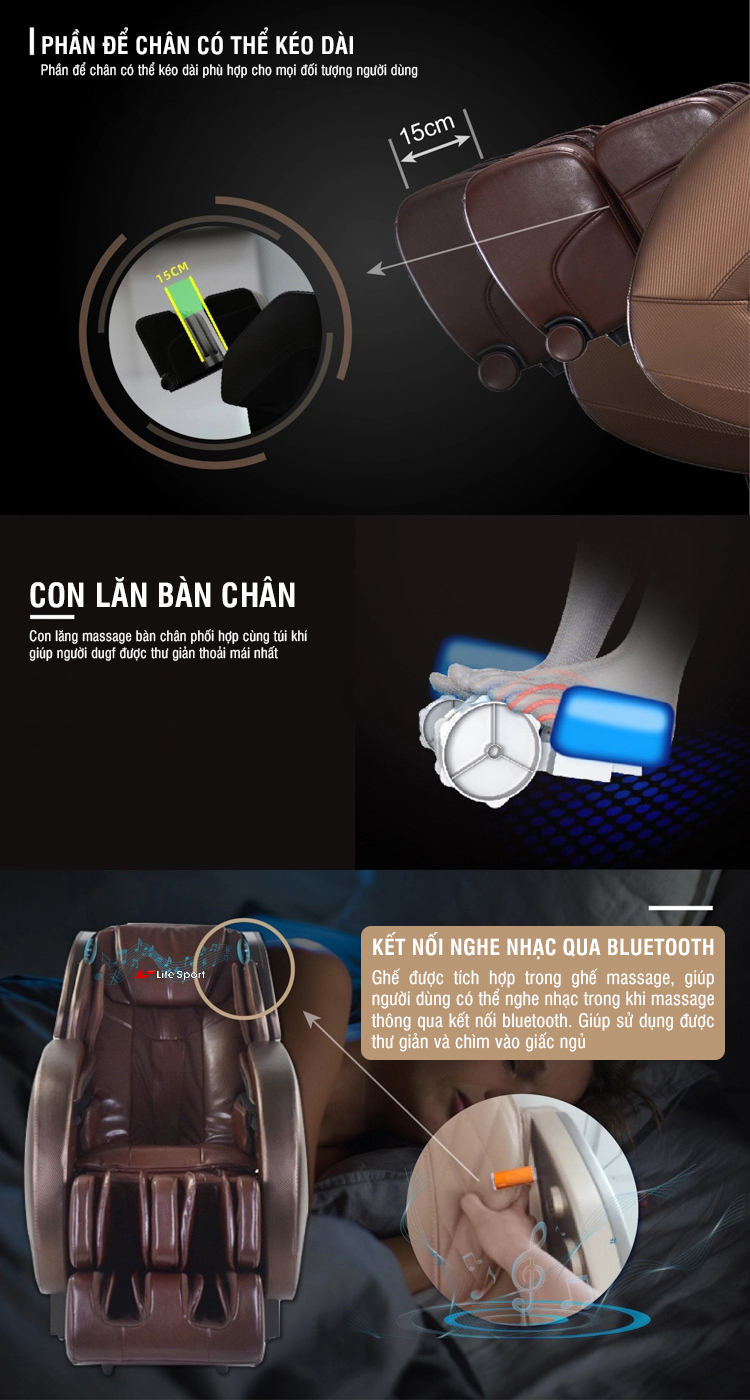 PHẦN ĐỂ CHÂN CÓ THỂ KÉO DÀI
Phần để chân có thể kéo dài phù hợp cho mọi đối tượng người dùng
15cm
15CM
CON LĂN BÀN CHÂN
Con lăng massage bàn chân phối hợp cùng túi khí
giúp người dugf được thư giản thoải mái nhất
Life Sport
KẾT NỐI NGHE NHẠC QUA BLUETOOTH
Ghế được tích hợp trong ghế massage, giúp
người dùng có thể nghe nhạc trong khi massage
thông qua kết nối bluetooth. Giúp sử dụng được
thư giản và chìm vào giấc ngủ